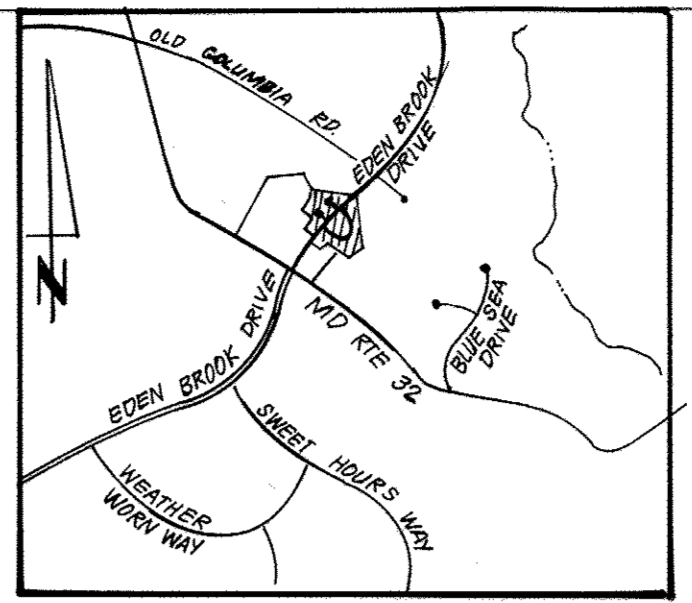 OLD COLUMBIA RD.
EDEN BROOK
DRIVE
N
EDEN BROOK DRIVE
MD RTE 32
BLUE SEA
DRIVE
SWEET HOURS WAY
WEATHER
WORN WAY